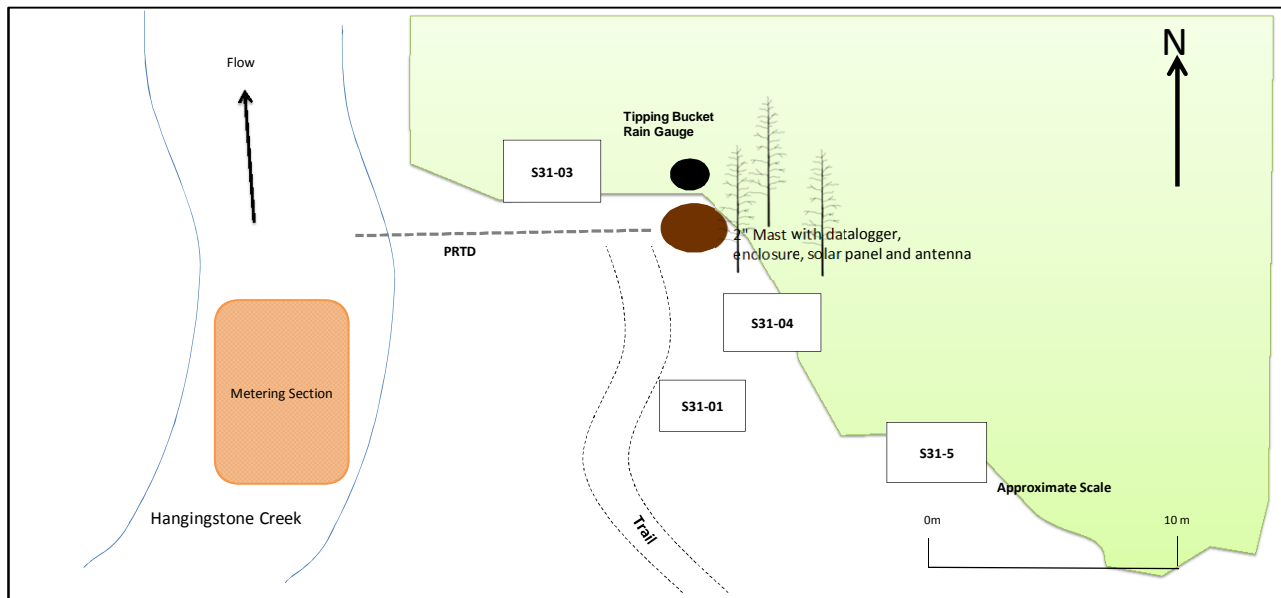 N
Flow
Tipping Bucket
Rain Gauge
S31-03
2" Mast with datalogger,
enclosure, solar panel and antenna
PRTD
S31-04
Metering Section
S31-01
S31-5
Approximate Scale
Hangingstone Creek
Trail
0m
10 m